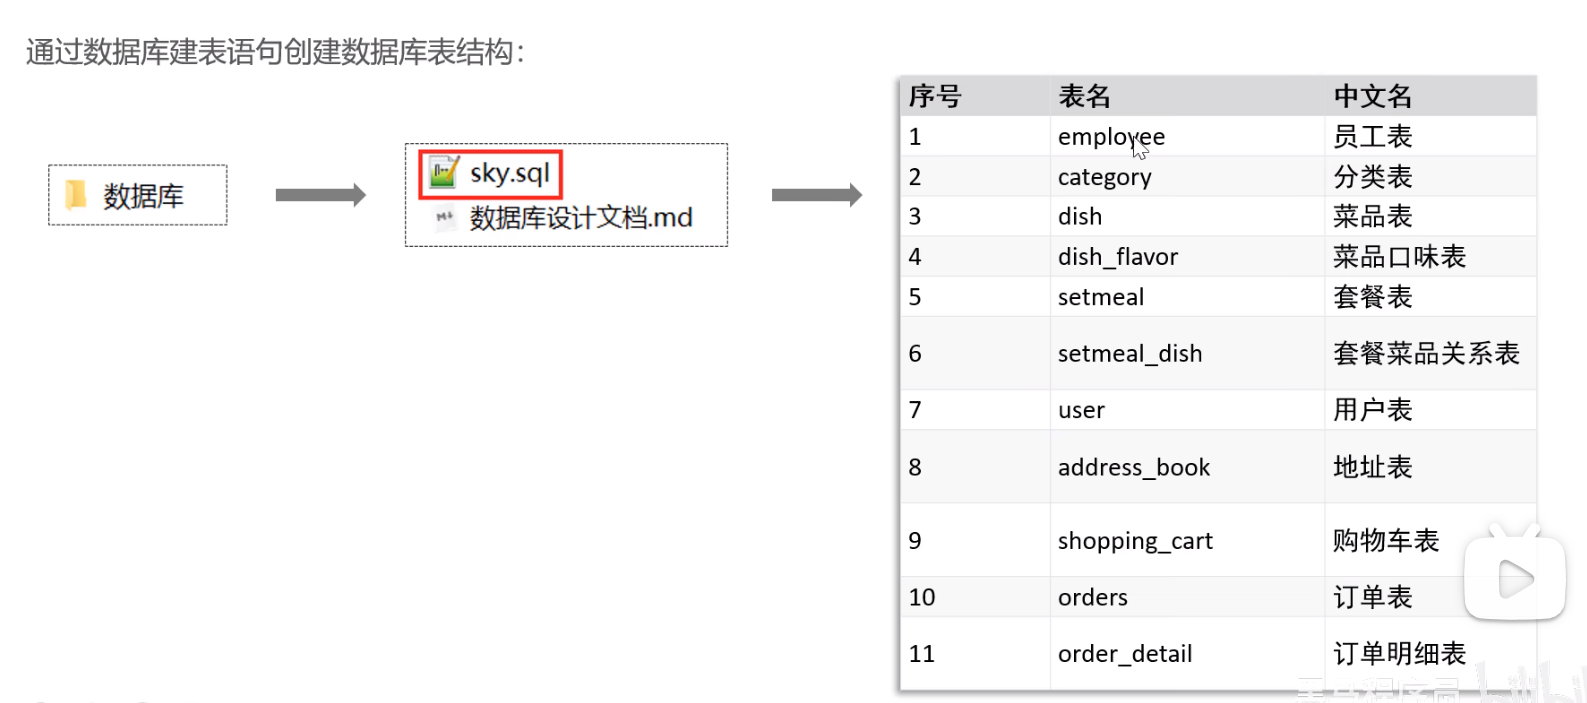 通过数据库建表语句创建数据库表结构：
数据库
sky.sql
数据库设计文档.md
序号 表名 中文名
1 employee 员工表
2 category 分类表
3 dish 菜品表
4 dish_flavor 菜品口味表
5 setmeal 套餐表
6 setmeal_dish 套餐菜品关系表
7 user 用户表
8 address_book 地址表
9 shopping_cart 购物车表
10 orders 订单表
11 order_detail 订单明细表